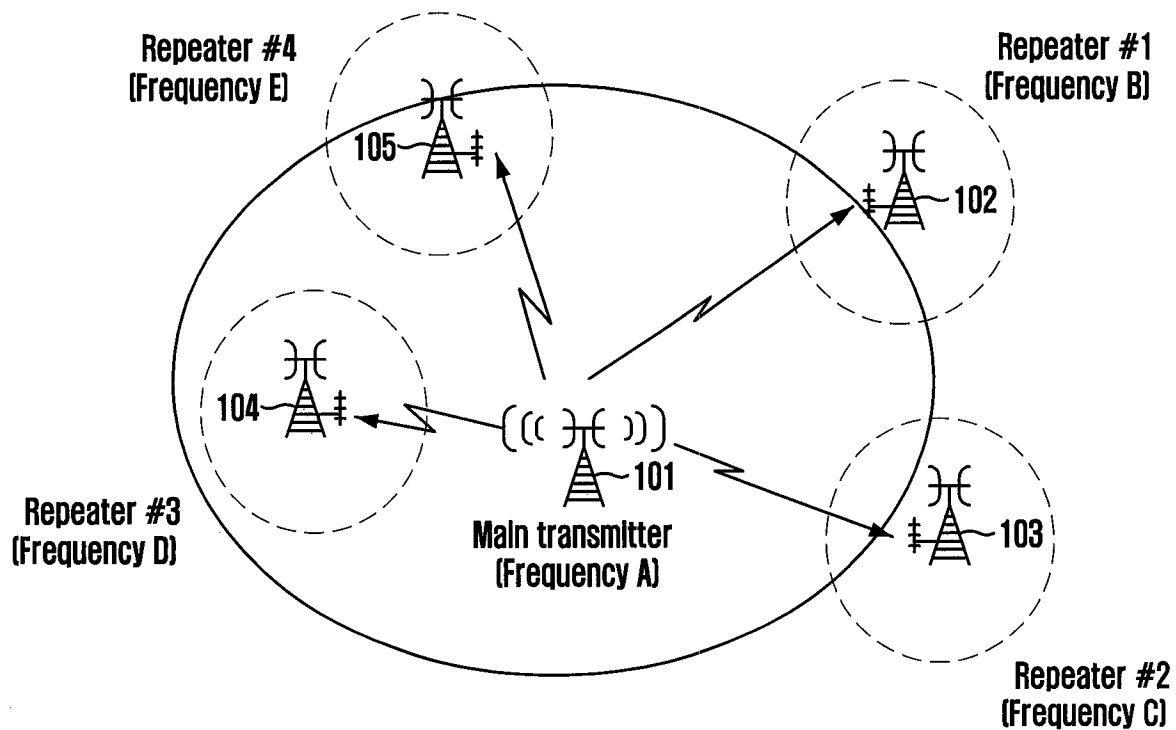 Repeater #4
(Frequency E)
Repeater #1
(Frequency B)
105
102
104
101
103
Repeater #3
(Frequency D)
Main transmitter
(Frequency A)
Repeater #2
(Frequency C)